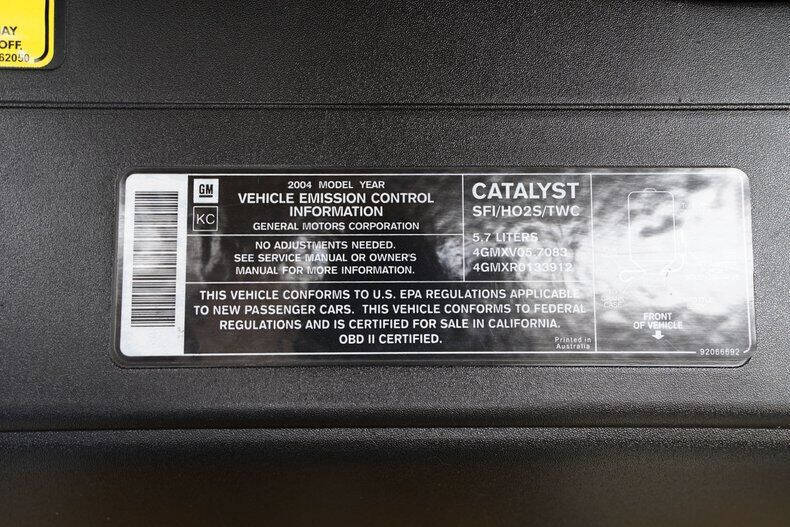 AY
OFF.
62050
GM
KC
2004 MODEL YEAR
VEHICLE EMISSION CONTROL
INFORMATION
GENERAL MOTORS CORPORATION
NO ADJUSTMENTS NEEDED.
SEE SERVICE MANUAL OR OWNER'S
MANUAL FOR MORE INFORMATION.
CATALYST
SFI/HO2S/TWC
5.7 LITERS
4GMXV05.7083
4GMXR0133912
THIS VEHICLE CONFORMS TO U.S. EPA REGULATIONS APPLICABLE
TO NEW PASSENGER CARS. THIS VEHICLE CONFORMS TO FEDERAL
REGULATIONS AND IS CERTIFIED FOR SALE IN CALIFORNIA.
OBD II CERTIFIED.
Printed in
Australia
CASE
FRONT
OF VEHICLE
92066692